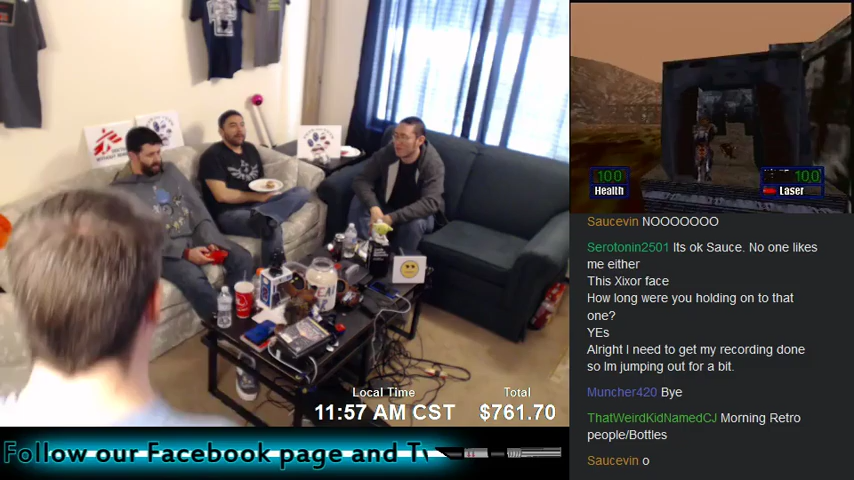 100
Health
100
Laser
Saucevin NOOOOOOO
Serotonin2501 Its ok Sauce. No one likes
me either
This Xixor face
How long were you holding on to that
one?
YEs
Alright I need to get my recording done
so Im jumping out for a bit.
Muncher420 Bye
ThatWeirdKidNamedCJ Morning Retro
people/Bottles
Saucevin o
Local Time
Total
11:57 AM CST
$761.70
Follow our Facebook page and Tw